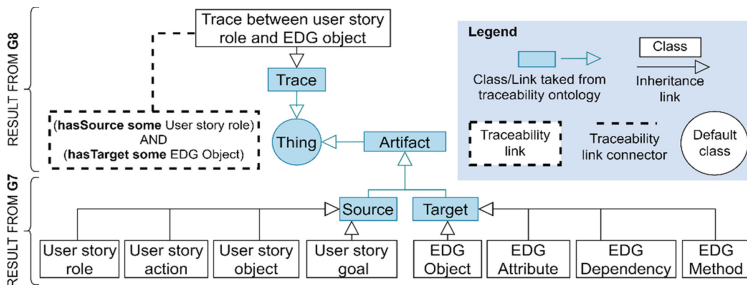 RESULT FROM G8
Trace between user story
role and EDG object
Trace
(hasSource some User story role)
AND
(hasTarget some EDG Object)
Thing
Artifact
Legend
Class/Link taked from
traceability ontology
Class
Inheritance
link
Traceability
link
Traceability
link connector
Default
class
RESULT FROM G7
Source
Target
User story
role
User story
action
User story
object
User story
goal
EDG
Object
EDG
Attribute
EDG
Dependency
EDG
Method